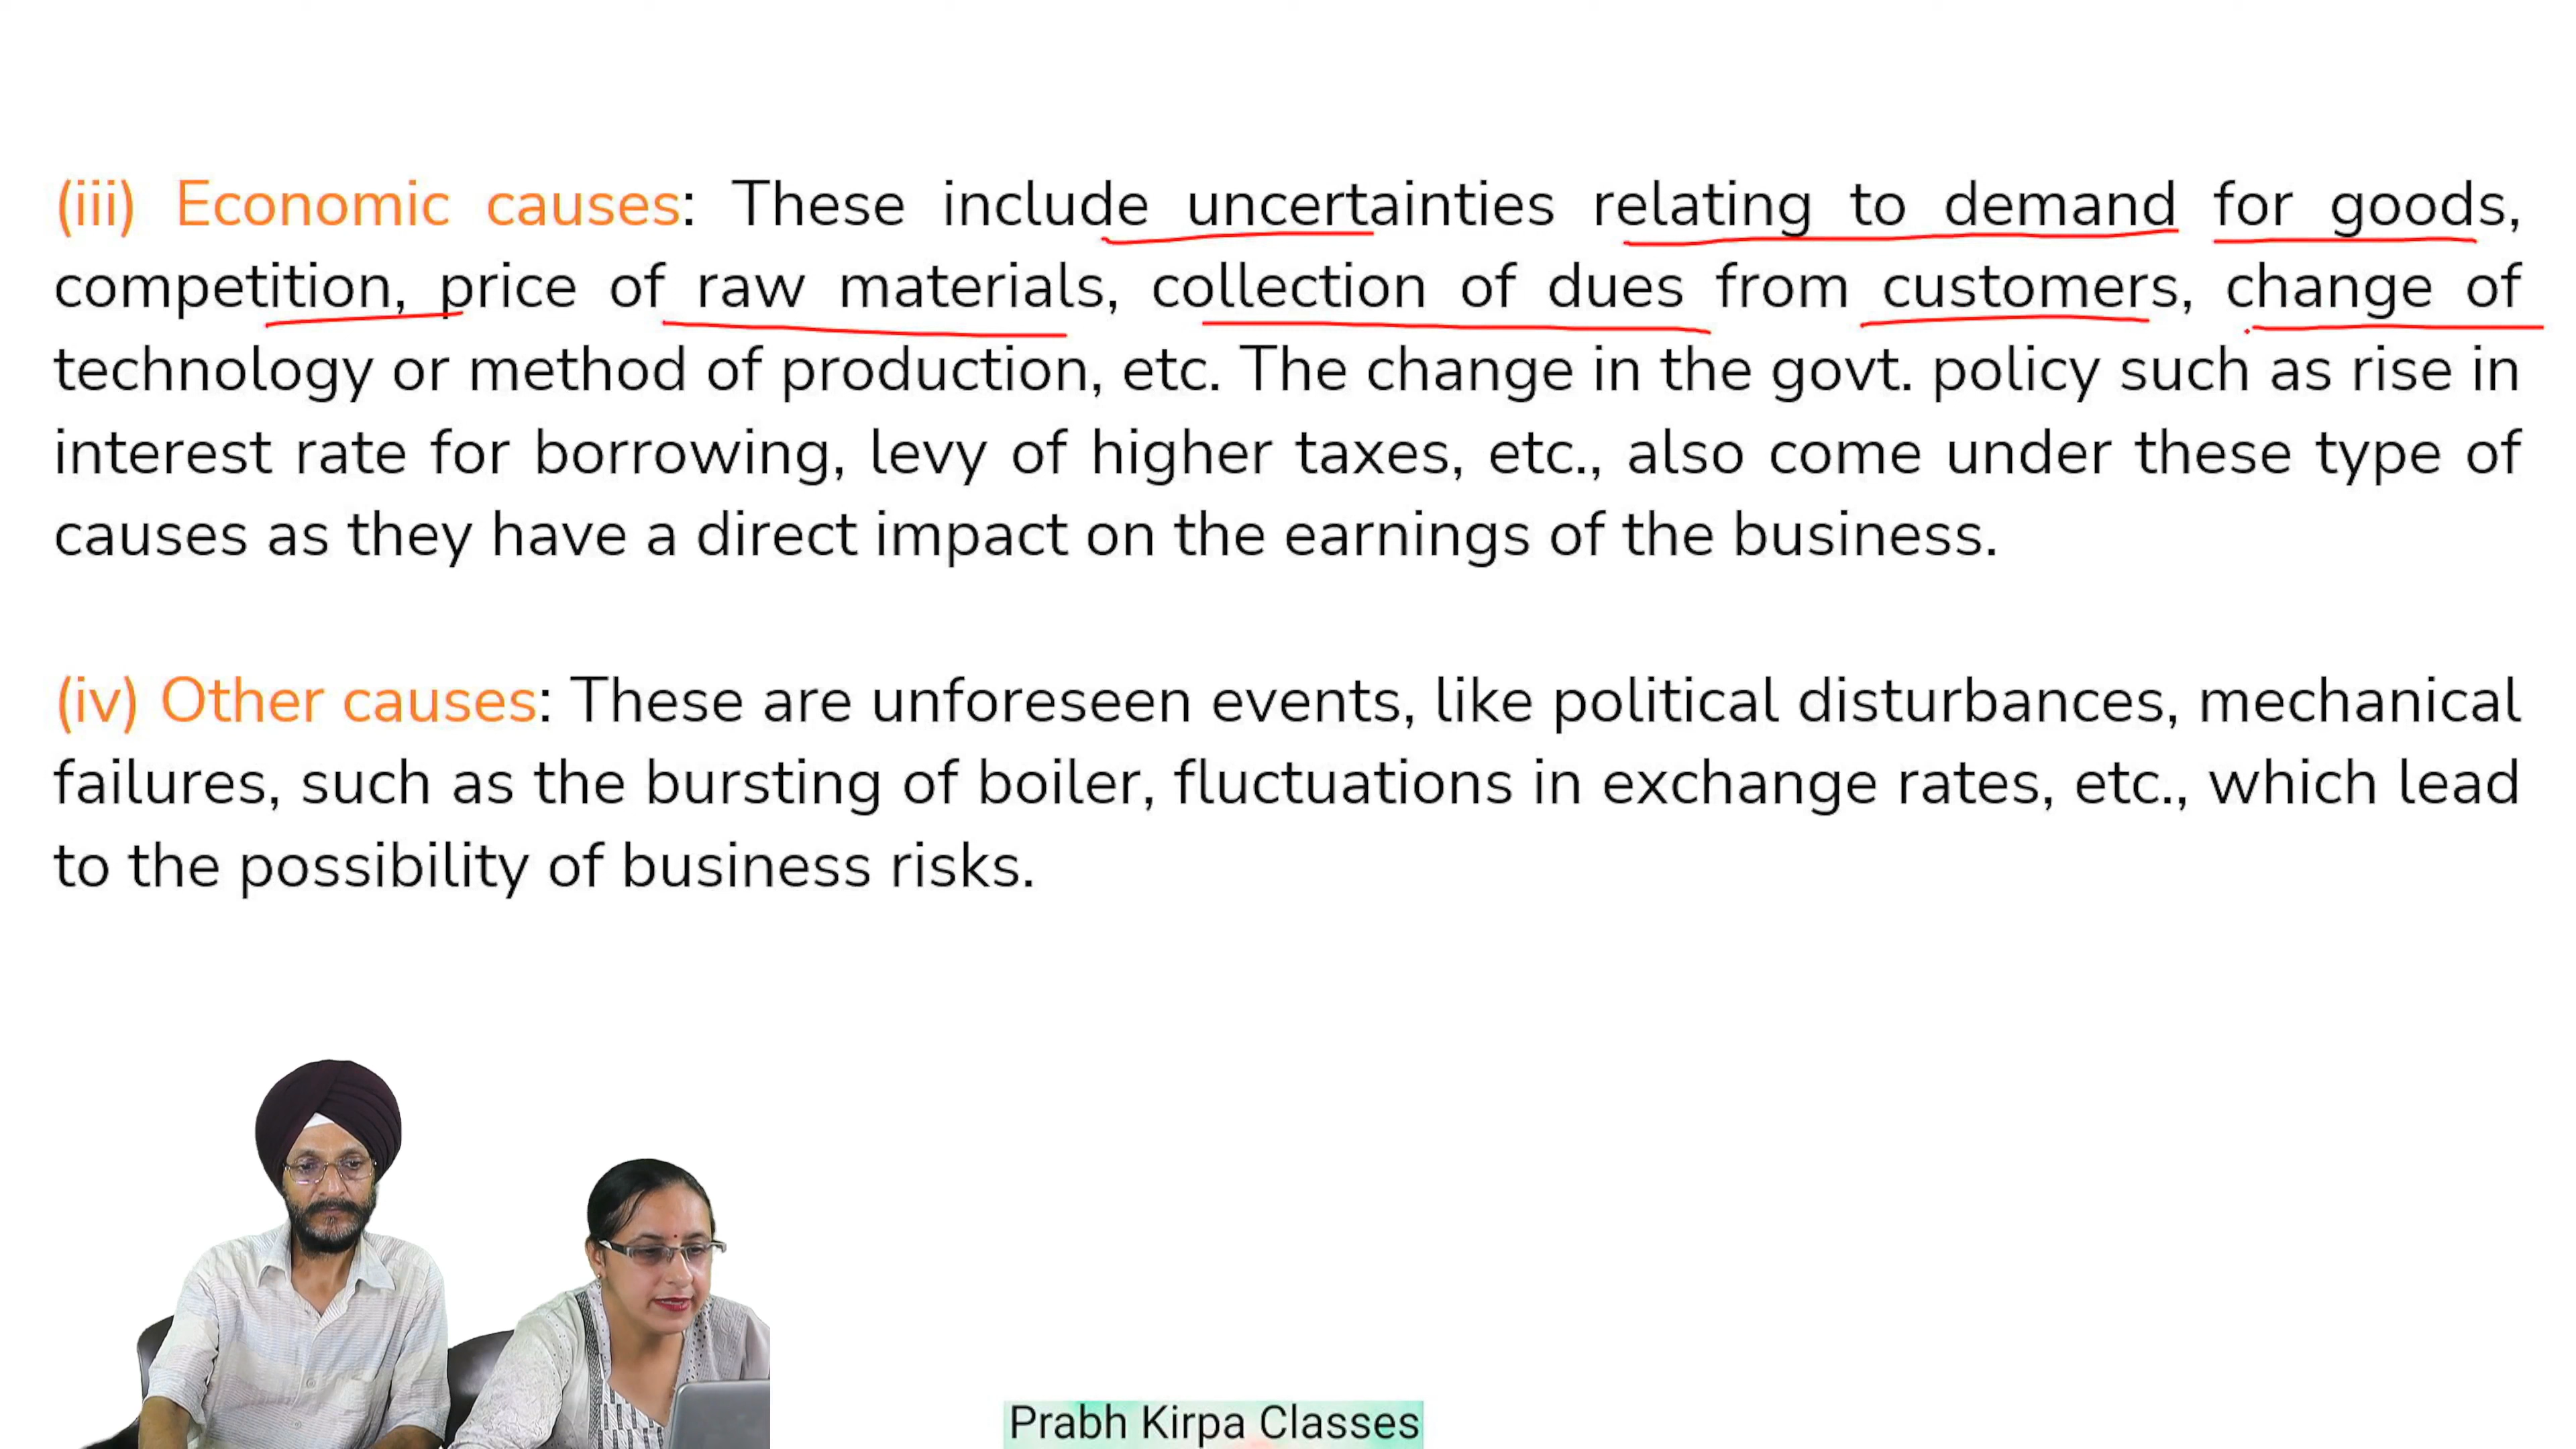 (iii) Economic causes: These include uncertainties relating to demand for goods,
competition, price of raw materials, collection of dues from customers, change of
technology or method of production, etc. The change in the govt. policy such as rise in
interest rate for borrowing, levy of higher taxes, etc., also come under these type of
causes as they have a direct impact on the earnings of the business.
(iv) Other causes: These are unforeseen events, like political disturbances, mechanical
failures, such as the bursting of boiler, fluctuations in exchange rates, etc., which lead
to the possibility of business risks.
Prabh Kirpa Classes